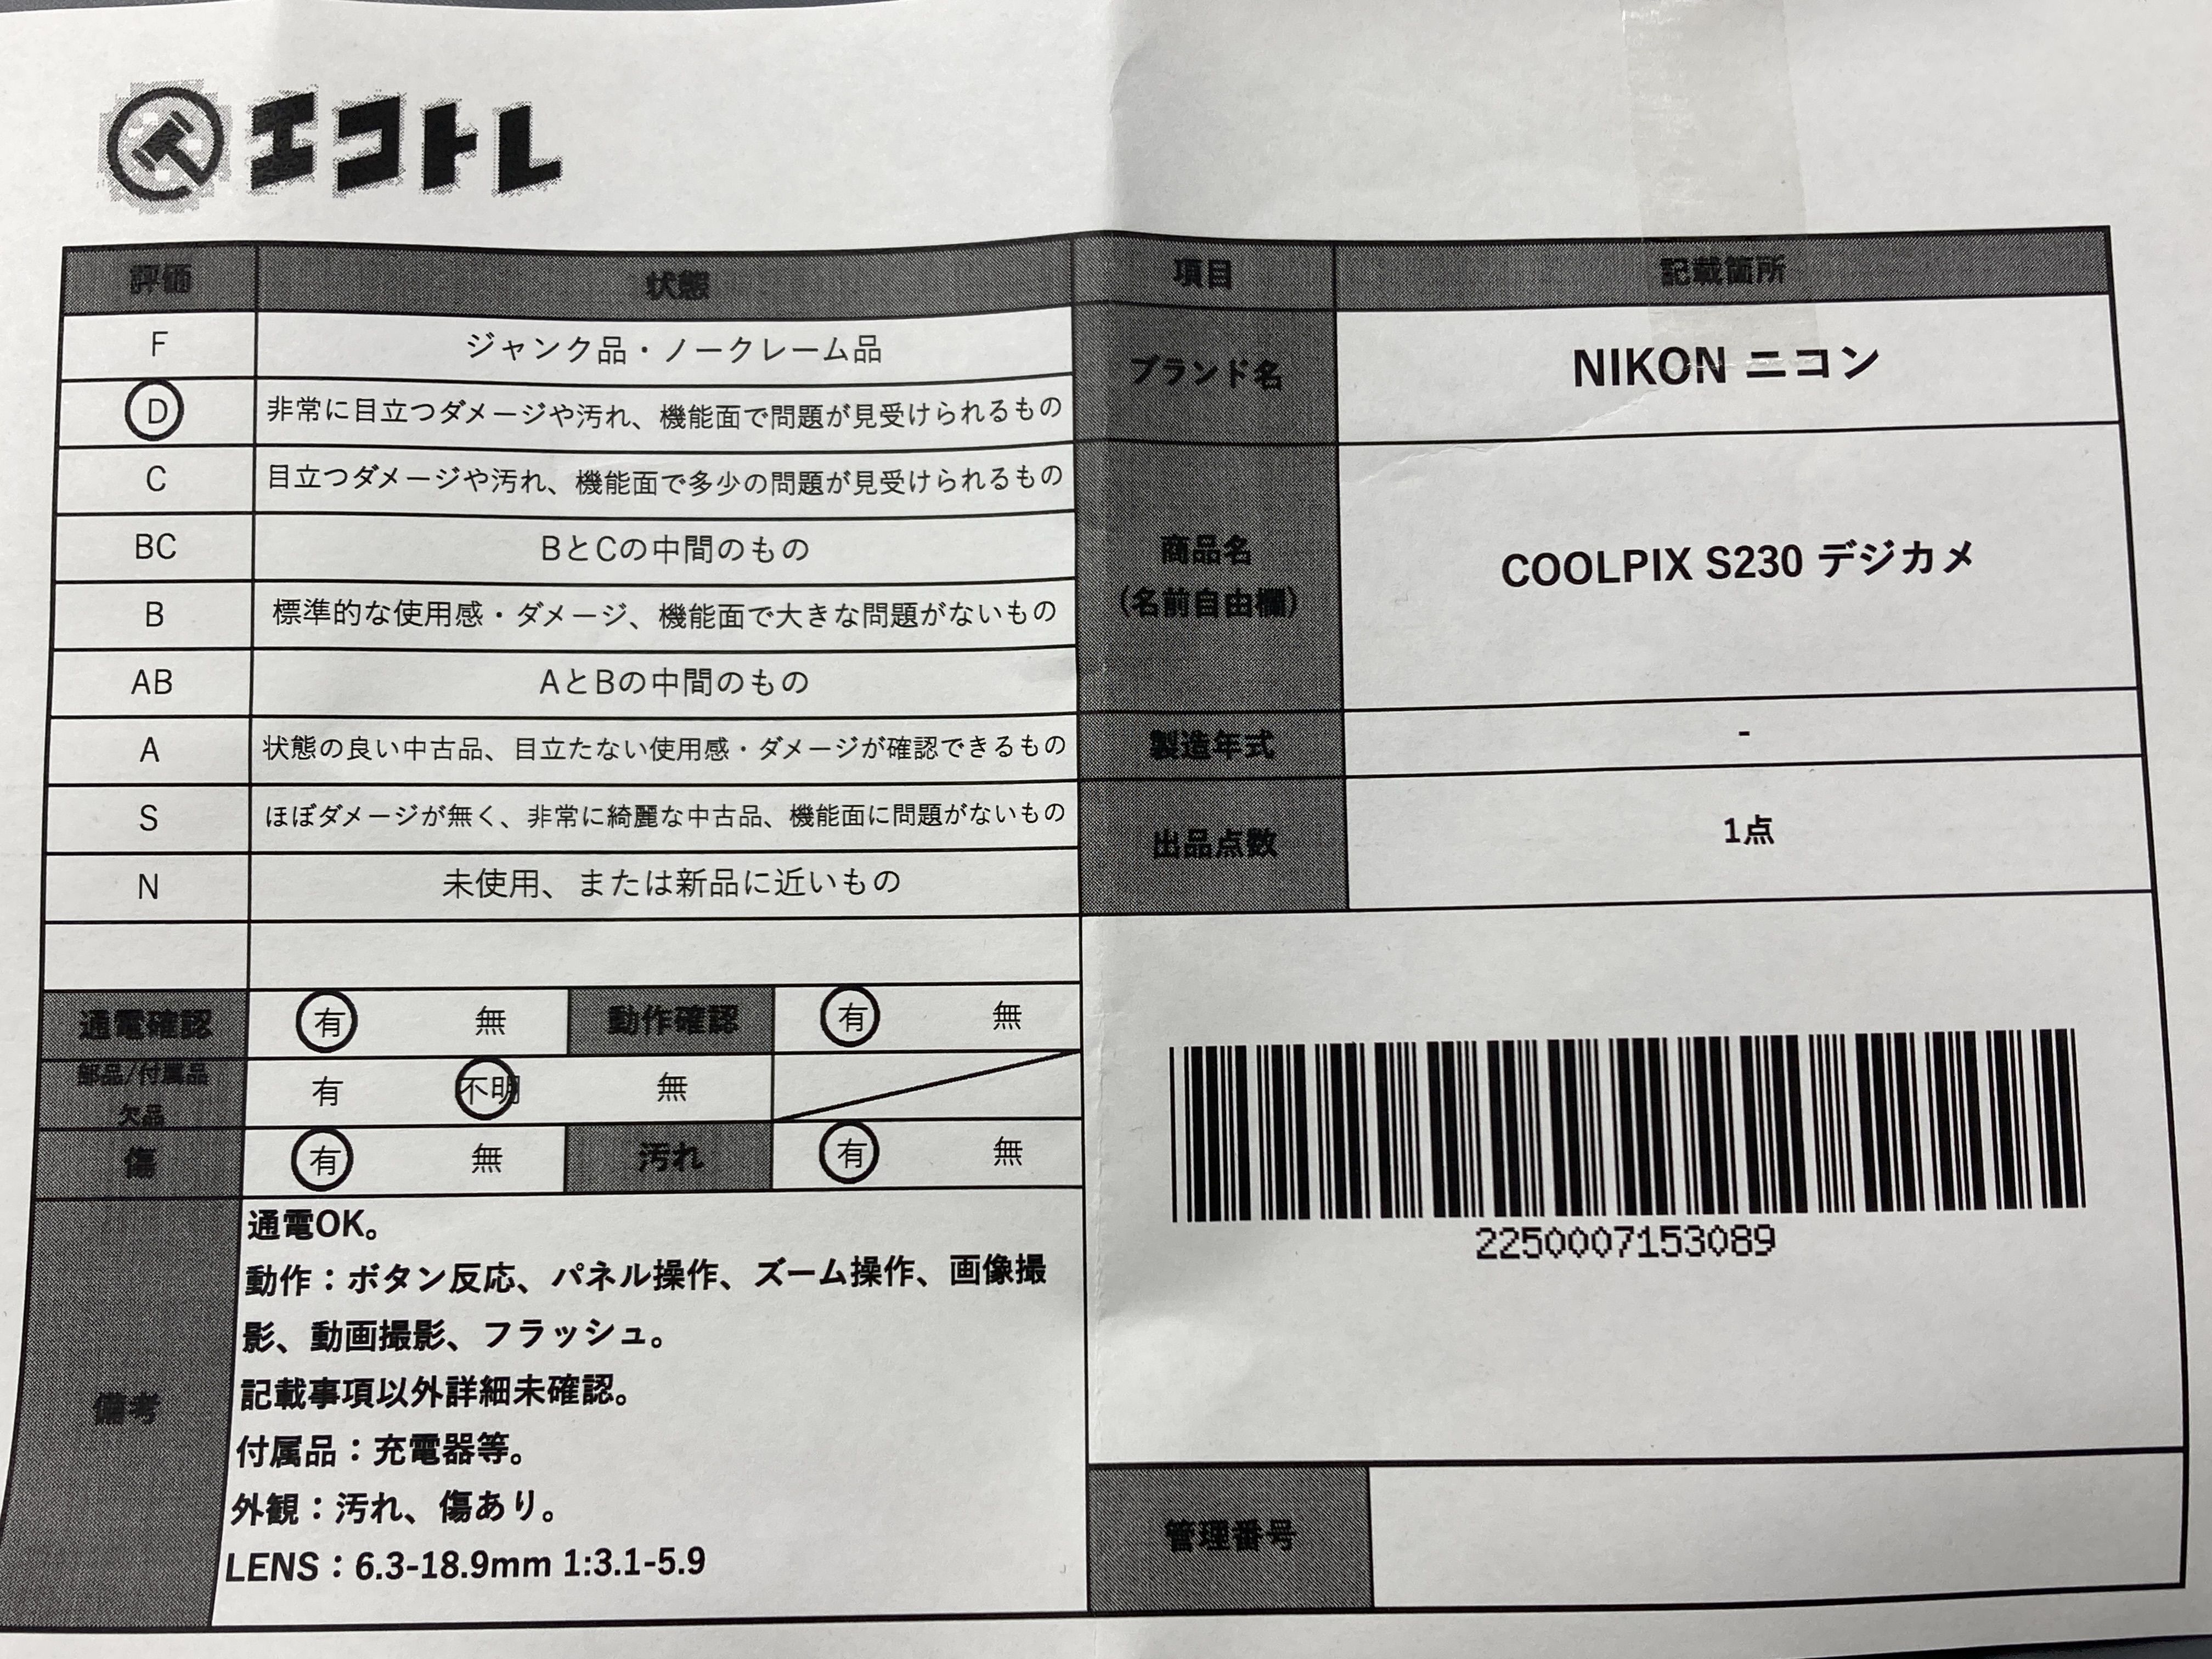 エコトレ
評価 状態
F ジャンク品・ノークレーム品
D 非常に目立つダメージや汚れ、機能面で問題が見受けられるもの
C 目立つダメージや汚れ、機能面で多少の問題が見受けられるもの
BC BとCの中間のもの
B 標準的な使用感・ダメージ、機能面で大きな問題がないもの
AB AとBの中間のもの
A 状態の良い中古品、目立たない使用感・ダメージが確認できるもの
S ほぼダメージが無く、非常に綺麗な中古品、機能面に問題がないもの
N 未使用、または新品に近いもの
通電確認 有 無 動作確認 有 無
部品/付属品 有 不明 無
欠品
傷 有 無 汚れ 有 無
備考
通電OK。
動作：ボタン反応、パネル操作、ズーム操作、画像撮
影、動画撮影、フラッシュ。
記載事項以外詳細未確認。
付属品：充電器等。
外観：汚れ、傷あり。
LENS：6.3-18.9mm 1:3.1-5.9
項目 記載箇所
ブランド名 NIKON ニコン
商品名 COOLPIX S230 デジカメ
（名前自由欄）
製造年式 -
出品点数 1点
2250007153089
管理番号